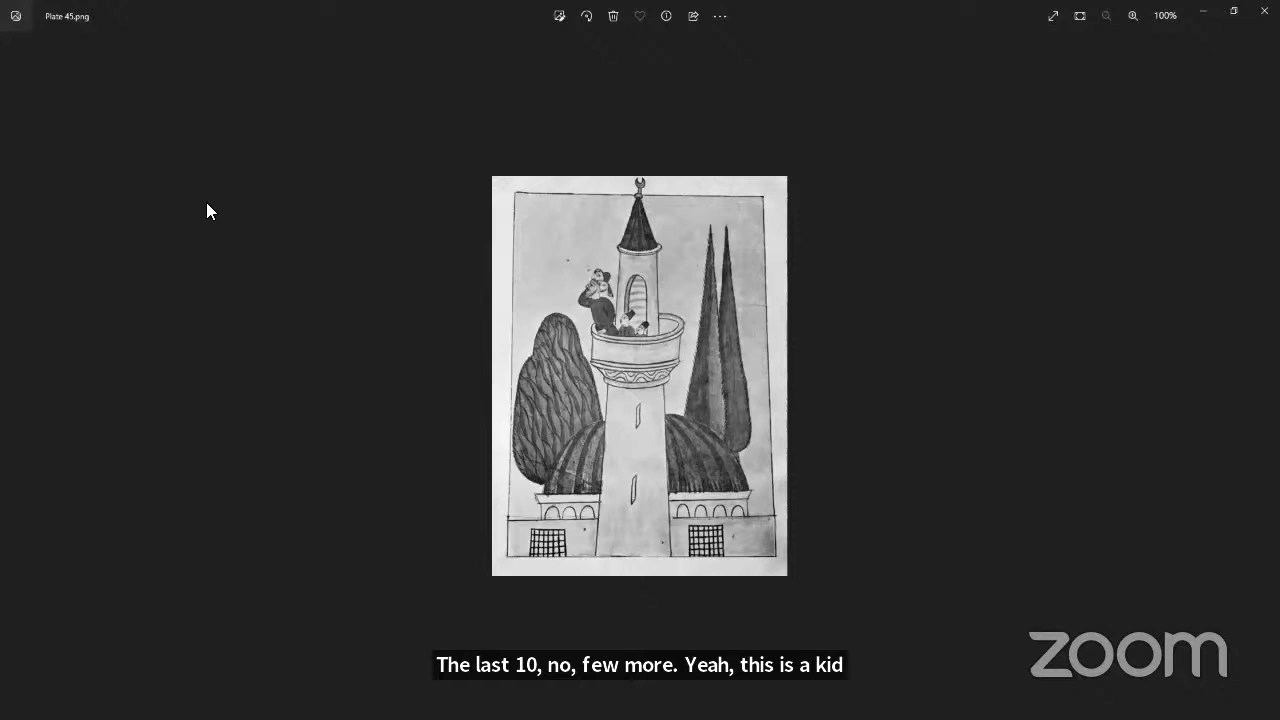 Plate 45.png
100%
The last 10, no, few more. Yeah, this is a kid
zoom